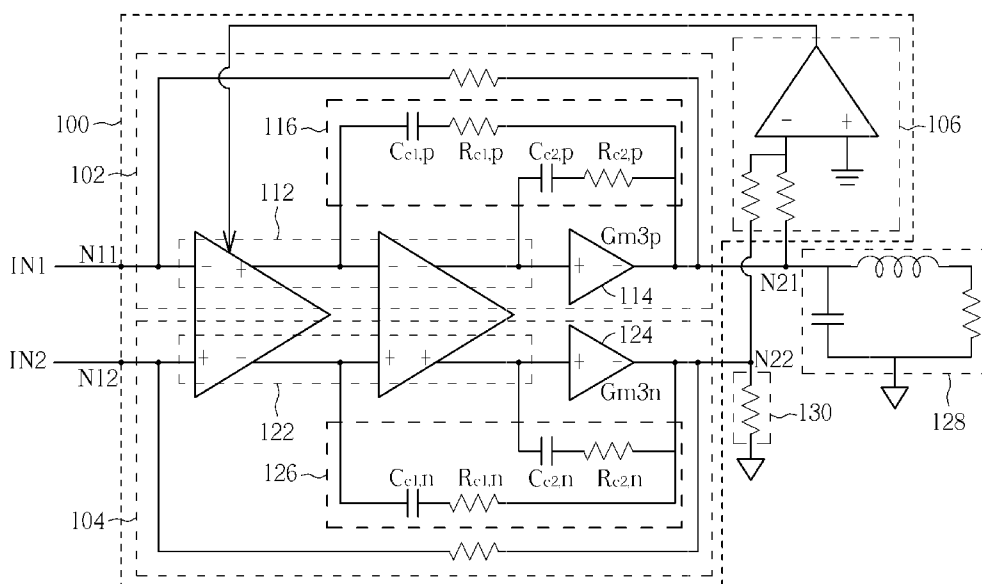 100
102
116
Cc1,p
Rc1,p
Cc2,p
Rc2,p
-
+
106
112
IN1
N11
-
+
-
-
+
-
Gm3p
114
N21
IN2
N12
+
-
+
+
+
-
124
Gm3n
N22
122
130
128
126
Cc2,n
Rc2,n
Cc1,n
Rc1,n
104